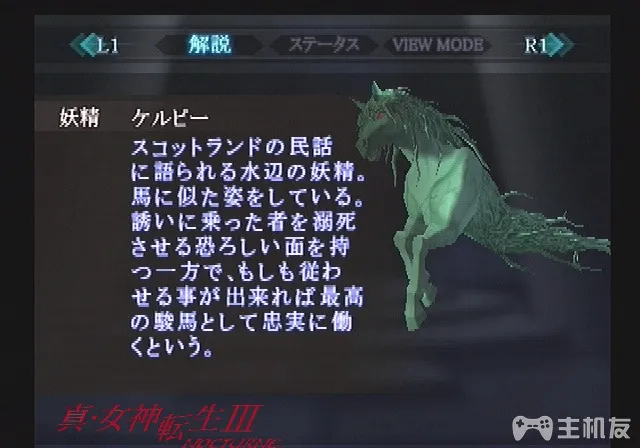 L1 解説 ステータス VIEW MODE R1
妖精 ケルピー
スコットランドの民話
に語られる水辺の妖精。
馬に似た姿をしている。
誘いに乗った者を溺死
させる恐ろしい面を持
つ一方で、もしも従わ
せる事が出来れば最高
の駿馬として忠実に働
くという。
真・女神転生III
NOCTURNE
主机友